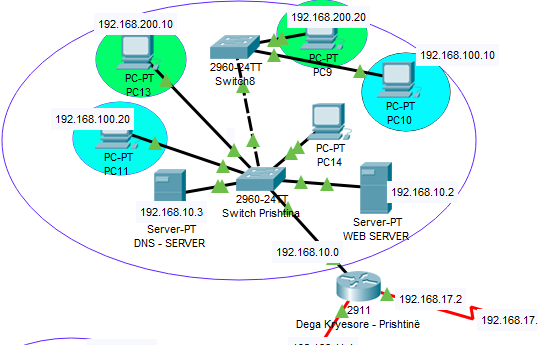 192.168.200.10
192.168.200.20
PC-PT
PC9
2960-24TT
Switch8
192.168.100.10
PC-PT
PC13
PC-PT
PC10
192.168.100.20
PC-PT
PC11
PC-PT
PC14
2960-24TT
Switch Prishtina
192.168.10.2
192.168.10.3
Server-PT
DNS - SERVER
Server-PT
WEB SERVER
192.168.10.0
2911
Dega Kryesore - Prishtinë
192.168.17.2
192.168.17.